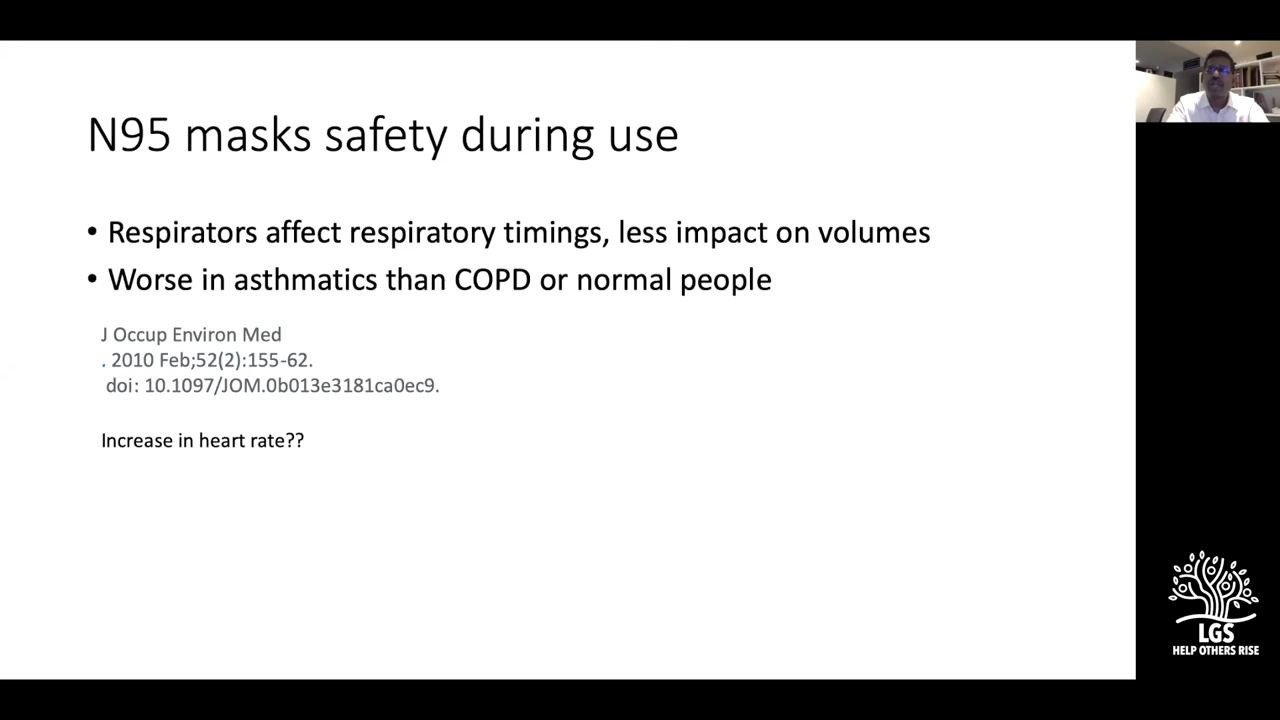 N95 masks safety during use
• Respirators affect respiratory timings, less impact on volumes
• Worse in asthmatics than COPD or normal people
J Occup Environ Med
. 2010 Feb;52(2):155-62.
doi: 10.1097/JOM.0b013e3181ca0ec9.
Increase in heart rate??
LGS
HELP OTHERS RISE